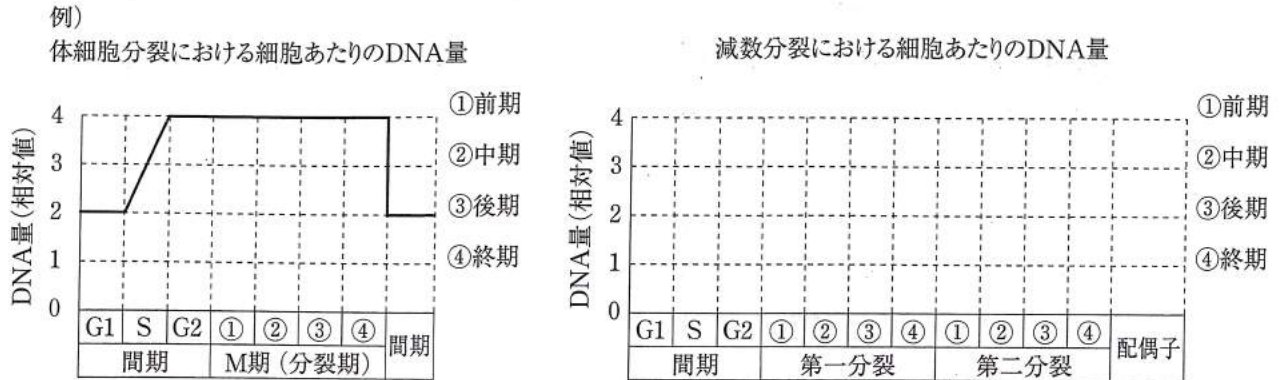 例）
体細胞分裂における細胞あたりのDNA量
DNA量（相対値）
4
3
2
1
0
①前期
②中期
③後期
④終期
G1 S G2 ① ② ③ ④ 間期
間期 M期（分裂期）
減数分裂における細胞あたりのDNA量
DNA量（相対値）
4
3
2
1
0
①前期
②中期
③後期
④終期
G1 S G2 ① ② ③ ④ ① ② ③ ④ 配偶子
間期 第一分裂 第二分裂